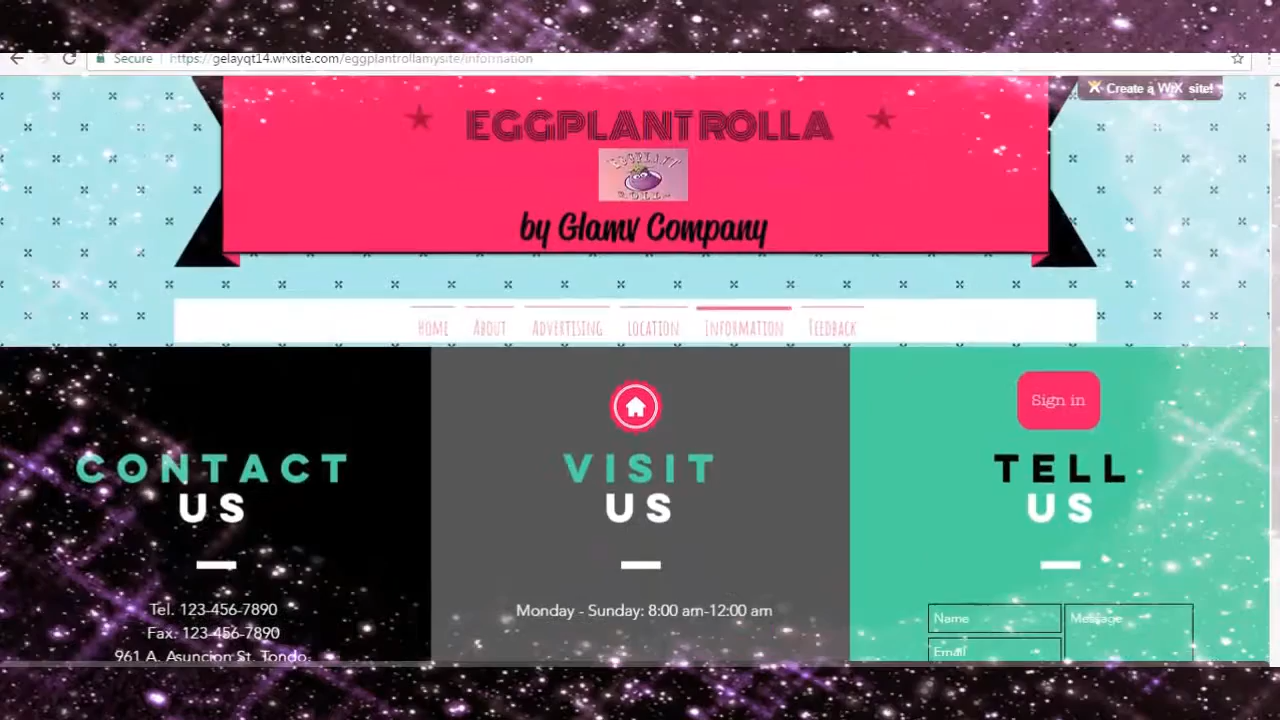 Secure | https://gelayqt14.wixsite.com/eggplantrollamysite/information
Create a WiX site!
EGGPLANTROLLA
EGGPLANT
ROLL
by Glamv Company
HOME ABOUT ADVERTISING LOCATION INFORMATION FEEDBACK
Sign in
CONTACT
US
VISIT
US
TELL
US
Tel. 123-456-7890
Fax. 123-456-7890
961 A. Asuncion St. Tondo,
Monday - Sunday: 8:00 am-12:00 am
Name
Message
Email